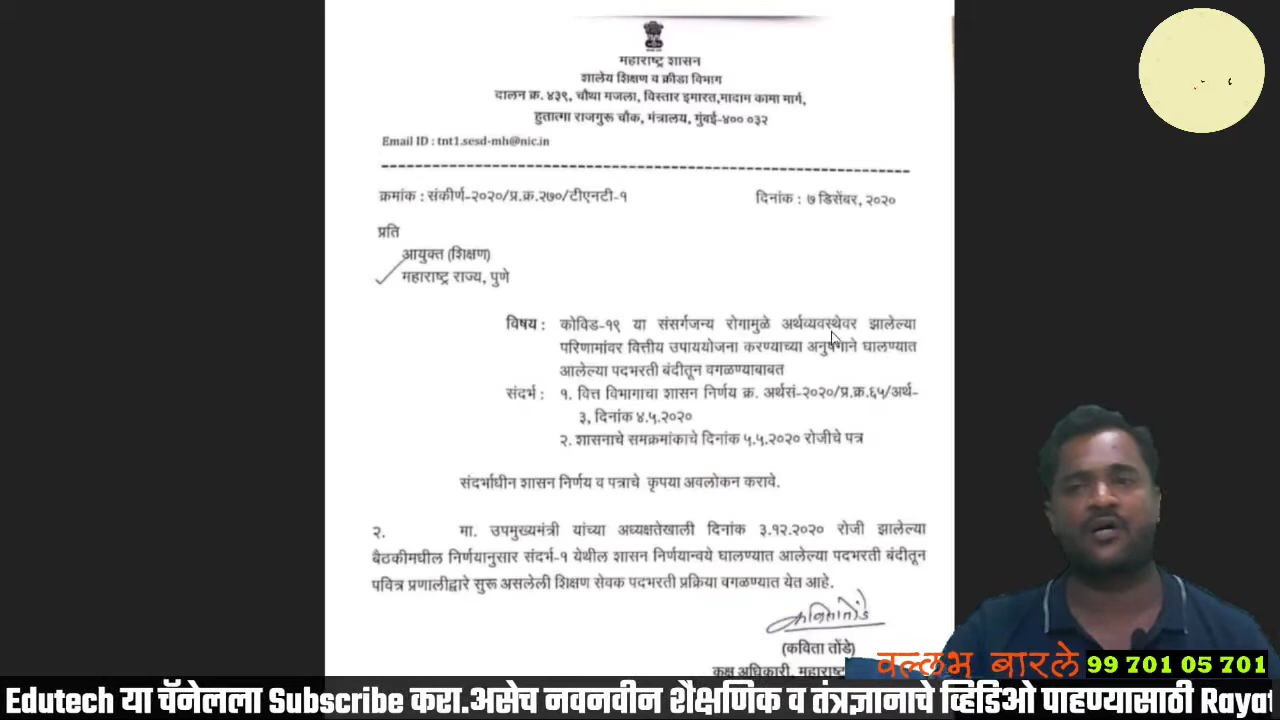 महाराष्ट्र शासन
शालेय शिक्षण व क्रीडा विभाग
दालन क्र. ४३९, चौथा मजला, विस्तार इमारत,मादाम कामा मार्ग,
हुतात्मा राजगुरू चौक, मंत्रालय, मुंबई-४०० ०३२
Email ID : tnt1.sesd-mh@nic.in
क्रमांक : संकीर्ण-२०२०/प्र.क्र.२७०/टीएनटी-१ दिनांक : ७ डिसेंबर, २०२०
प्रति
आयुक्त (शिक्षण)
महाराष्ट्र राज्य, पुणे
विषय : कोविड-१९ या संसर्गजन्य रोगामुळे अर्थव्यवस्थेवर झालेल्या
परिणामांवर वित्तीय उपाययोजना करण्याच्या अनुषंगाने घालण्यात
आलेल्या पदभरती बंदीतून वगळण्याबाबत
संदर्भ : १. वित्त विभागाचा शासन निर्णय क्र. अर्थसं-२०२०/प्र.क्र.६५/अर्थ-
३, दिनांक ४.५.२०२०
२. शासनाचे समक्रमांकाचे दिनांक ५.५.२०२० रोजीचे पत्र
संदर्भाधीन शासन निर्णय व पत्राचे कृपया अवलोकन करावे.
२. मा. उपमुख्यमंत्री यांच्या अध्यक्षतेखाली दिनांक ३.१२.२०२० रोजी झालेल्या
बैठकीमधील निर्णयानुसार संदर्भ-१ येथील शासन निर्णयान्वये घालण्यात आलेल्या पदभरती बंदीतून
पवित्र प्रणालीद्वारे सुरू असलेली शिक्षण सेवक पदभरती प्रक्रिया वगळण्यात येत आहे.
(कविता तोंडे)
कक्ष अधिकारी, महाराष्ट्र
वल्लभ बारले 99 701 05 701
Edutech या चॅनेलला Subscribe करा.असेच नवनवीन शैक्षणिक व तंत्रज्ञानाचे व्हिडिओ पाहण्यासाठी Rayat